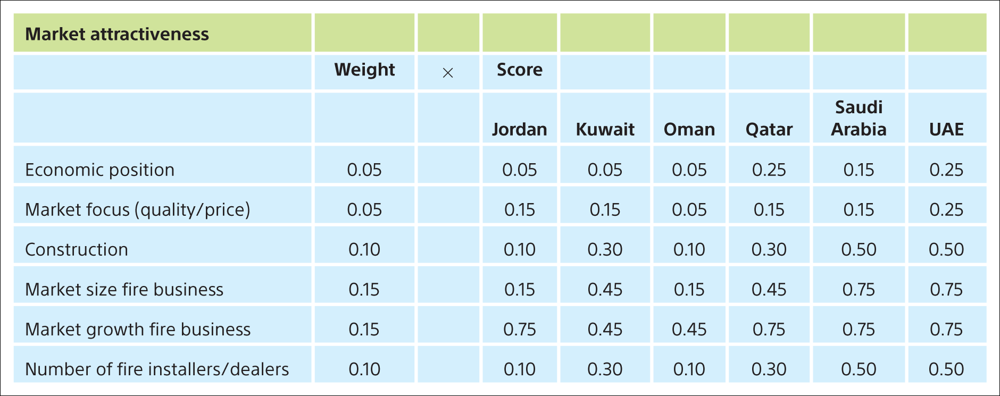 Market attractiveness
Weight × Score
Jordan Kuwait Oman Qatar Saudi Arabia UAE
Economic position 0.05 0.05 0.05 0.05 0.25 0.15 0.25
Market focus (quality/price) 0.05 0.15 0.15 0.05 0.15 0.15 0.25
Construction 0.10 0.10 0.30 0.10 0.30 0.50 0.50
Market size fire business 0.15 0.15 0.45 0.15 0.45 0.75 0.75
Market growth fire business 0.15 0.75 0.45 0.45 0.75 0.75 0.75
Number of fire installers/dealers 0.10 0.10 0.30 0.10 0.30 0.50 0.50